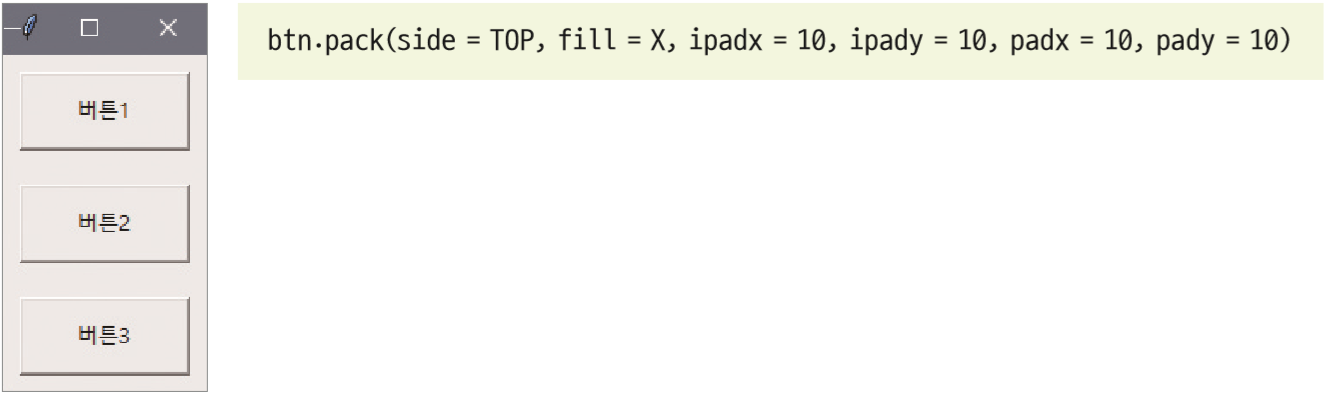 btn.pack(side = TOP, fill = X, ipadx = 10, ipady = 10, padx = 10, pady = 10)
버튼1
버튼2
버튼3